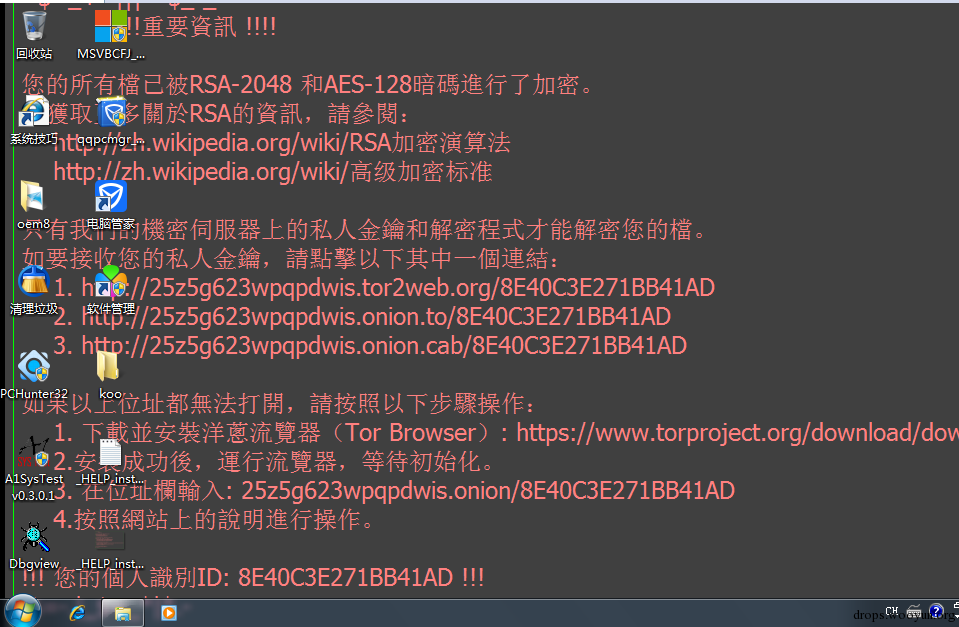 !!重要資訊 !!!!
回收站
MSVBCFJ_...
您的所有檔已被RSA-2048 和AES-128暗碼進行了加密。
獲取 多關於RSA的資訊，請參閱：
系统技巧
qqpcmgr_...
http://zh.wikipedia.org/wiki/RSA加密演算法
http://zh.wikipedia.org/wiki/高级加密标准
oem8
电脑管家
只有我們的機密伺服器上的私人金鑰和解密程式才能解密您的檔。
如要接收您的私人金鑰，請點擊以下其中一個連結：
1. http://25z5g623wpqpdwis.tor2web.org/8E40C3E271BB41AD
清理垃圾
软件管理
2. http://25z5g623wpqpdwis.onion.to/8E40C3E271BB41AD
3. http://25z5g623wpqpdwis.onion.cab/8E40C3E271BB41AD
PCHunter32
koo
如果以上位址都無法打開，請按照以下步驟操作：
1. 下載並安裝洋蔥流覽器（Tor Browser）: https://www.torproject.org/download/dow
2.安裝成功後，運行流覽器，等待初始化。
A1SysTest
v0.3.0.1
_HELP_inst...
3. 在位址欄輸入: 25z5g623wpqpdwis.onion/8E40C3E271BB41AD
4.按照網站上的說明進行操作。
Dbgview
_HELP_inst...
!!! 您的個人識別ID: 8E40C3E271BB41AD !!!
CH